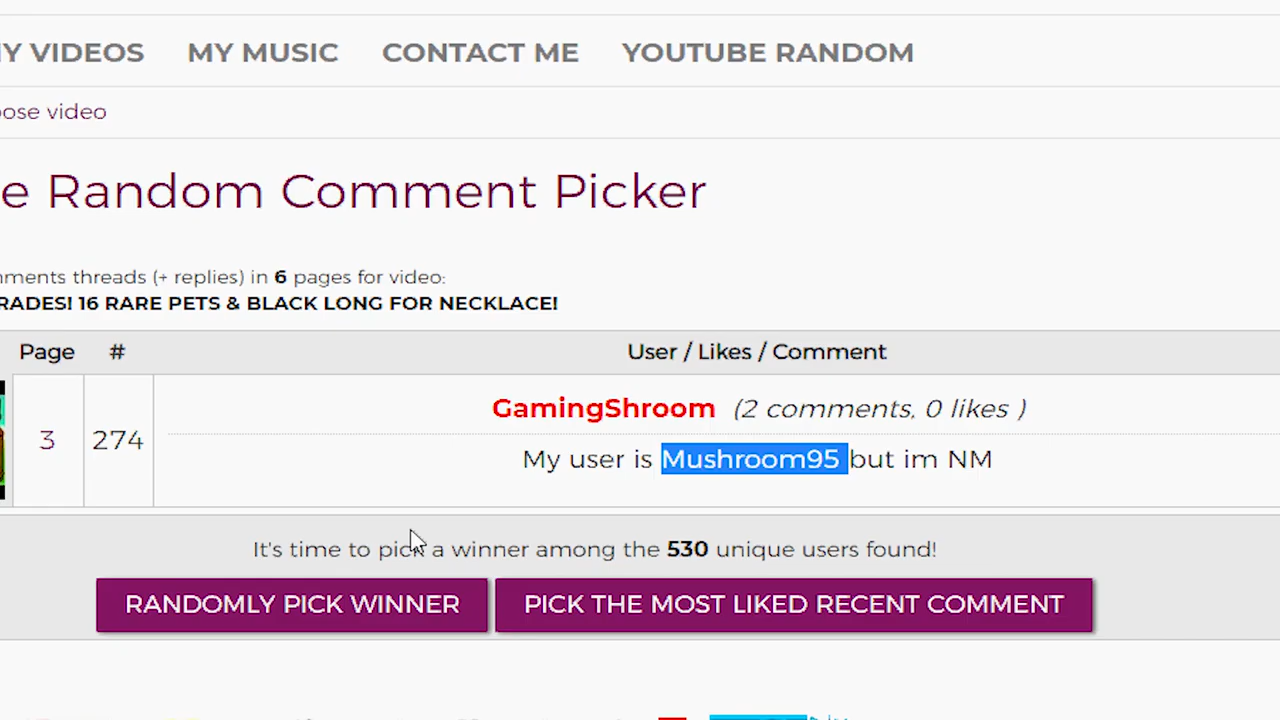 Y VIDEOS MY MUSIC CONTACT ME YOUTUBE RANDOM
ose video
e Random Comment Picker
mments threads (+ replies) in 6 pages for video:
RADES! 16 RARE PETS & BLACK LONG FOR NECKLACE!
Page # User / Likes / Comment
GamingShroom (2 comments, 0 likes )
3 274
My user is Mushroom95 but im NM
It's time to pick a winner among the 530 unique users found!
RANDOMLY PICK WINNER PICK THE MOST LIKED RECENT COMMENT